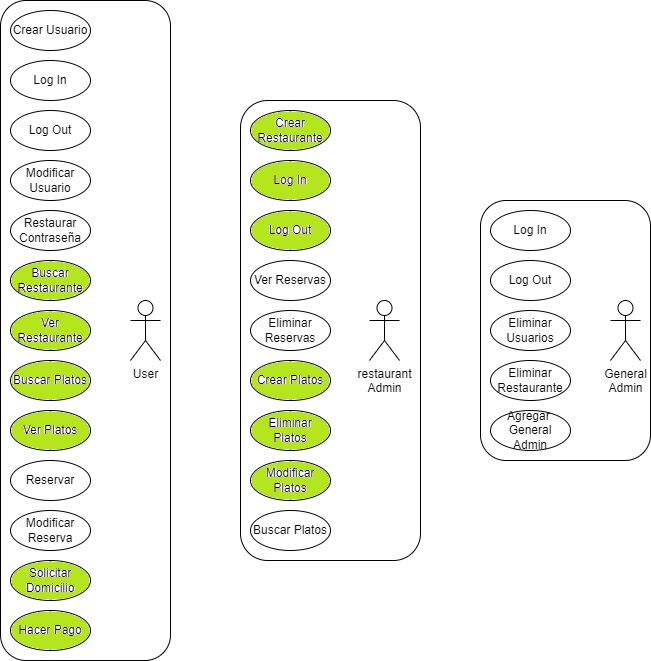 Crear Usuario
Log In
Log Out
Modificar
Usuario
Restaurar
Contraseña
Buscar
Restaurante
Ver
Restaurante
Buscar Platos
Ver Platos
Reservar
Modificar
Reserva
Solicitar
Domicilio
Hacer Pago
User
Crear
Restaurante
Log In
Log Out
Ver Reservas
Eliminar
Reservas
Crear Platos
Eliminar
Platos
Modificar
Platos
Buscar Platos
restaurant
Admin
Log In
Log Out
Eliminar
Usuarios
Eliminar
Restaurante
Agregar
General
Admin
General
Admin